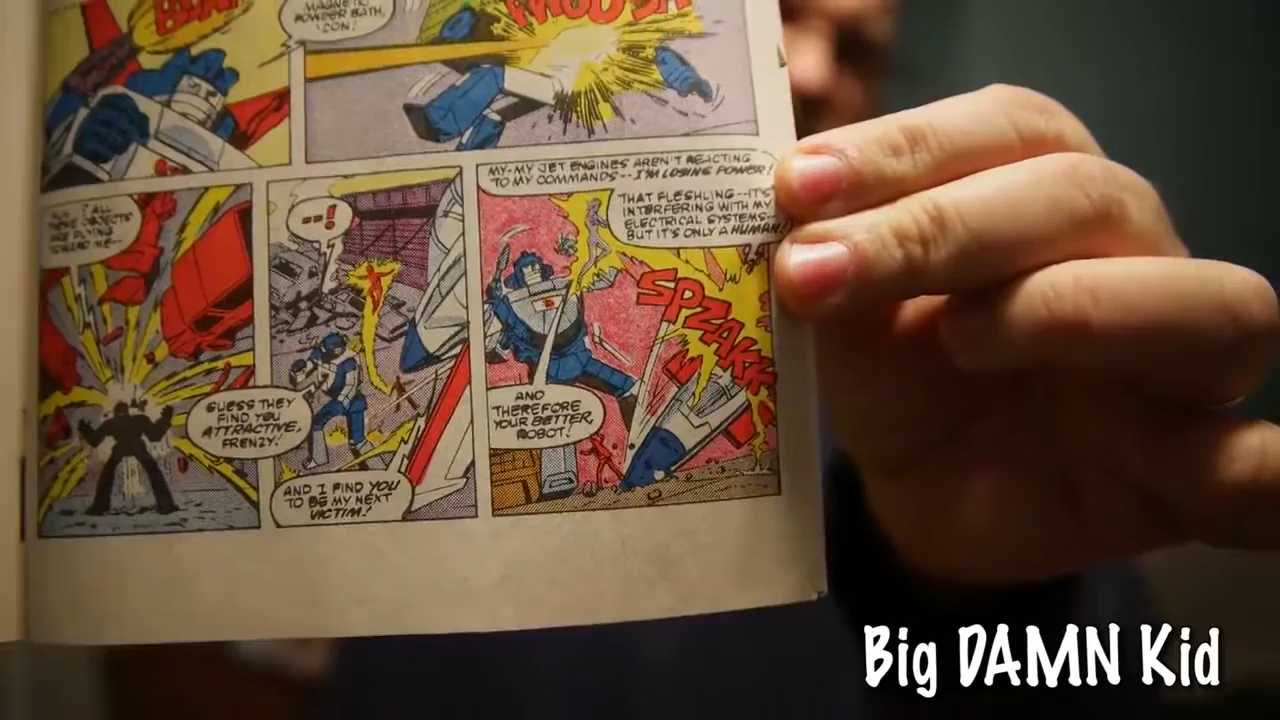 MAGNETIC
POWDER BATH,
'CON!
ALL
THESE OBJECTS
ARE FLYING
TOWARD ME--
GUESS THEY
FIND YOU
ATTRACTIVE,
FRENZY!
--!
AND I FIND YOU
TO BE MY NEXT
VICTIM!
MY-MY JET ENGINES AREN'T REACTING
TO MY COMMANDS--I'M LOSING POWER!
THAT FLESHLING--IT'S
INTERFERING WITH MY
ELECTRICAL SYSTEMS--
BUT IT'S ONLY A HUMAN!
SPZAKK
AND
THEREFORE
YOUR BETTER,
ROBOT!
Big DAMN Kid